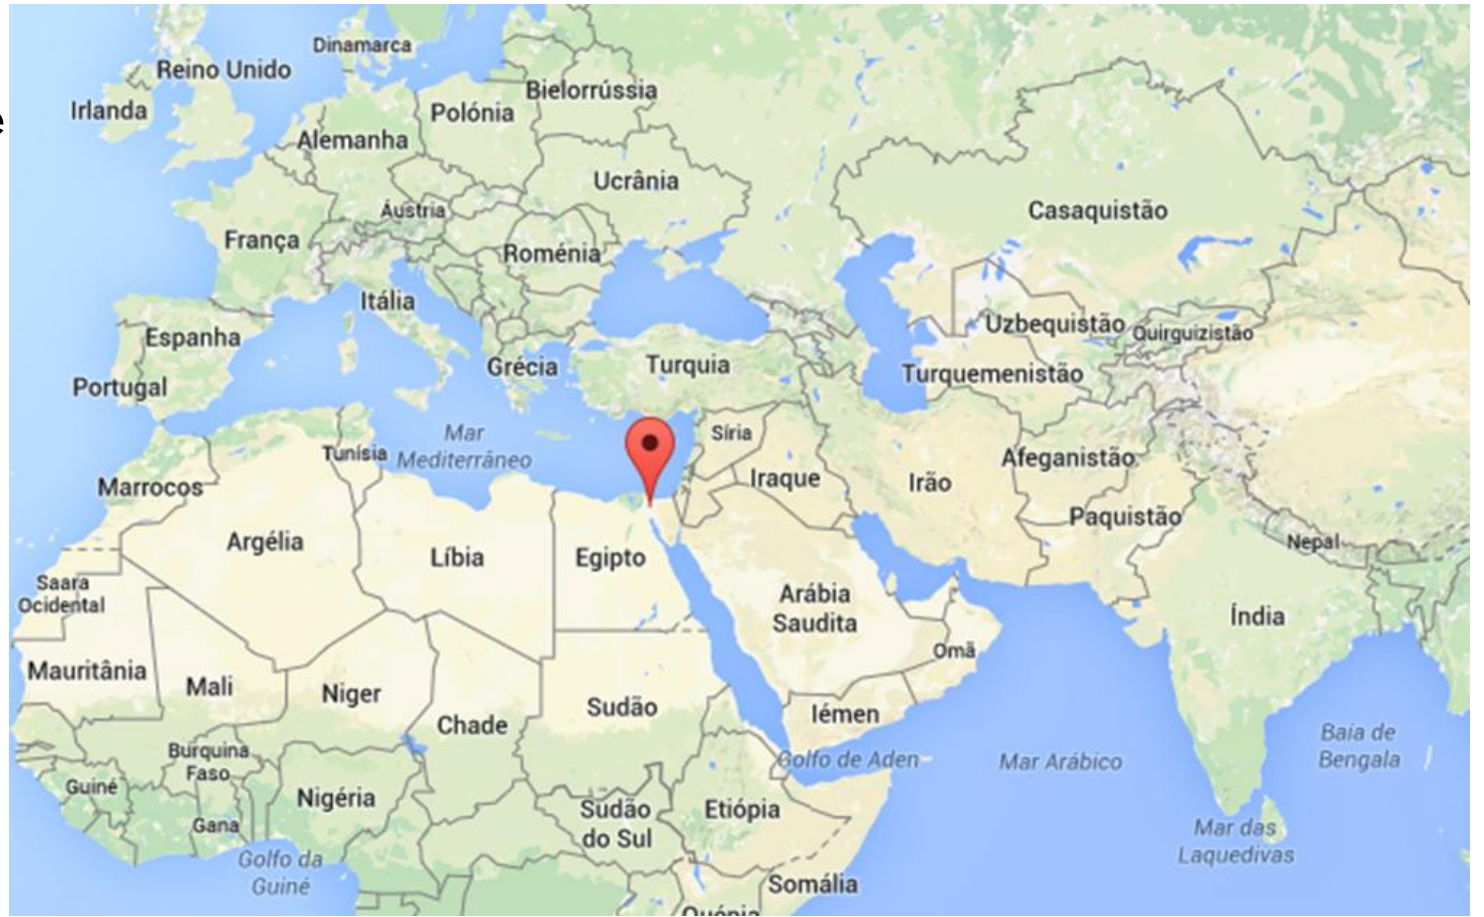 Dinamarca
Reino Unido
Bielorrússia
Irlanda
Polónia
e
Alemanha
Ucrânia
Áustria
Casaquistão
França
Roménia
Itália
Uzbequistão
Quirguizistão
Espanha
Grécia
Turquia
Turquemenistão
Portugal
Mar
Mediterrâneo
Síria
Tunísia
Afeganistão
Marrocos
Iraque
Irão
Paquistão
Argélia
Líbia
Egipto
Nepal
Saara
Ocidental
Arábia
Saudita
Índia
Omã
Mauritânia
Mali
Niger
Chade
Sudão
Iémen
Burquina
Faso
Golfo de Aden
Mar Arábico
Baía de
Bengala
Guiné
Nigéria
Gana
Sudão
do Sul
Etiópia
Mar das
Laquedivas
Golfo da
Guiné
Somália
Quénia